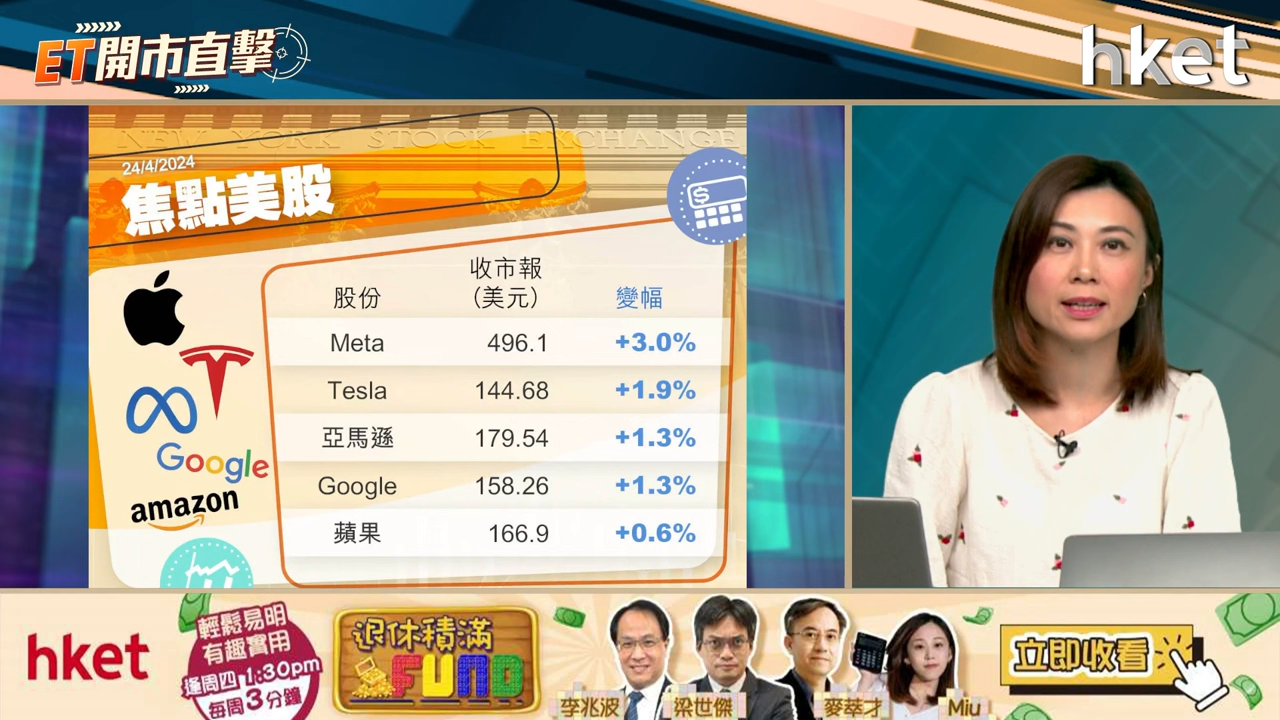 ET開市直擊
hket
NEW YORK STOCK EXCHANGE
24/4/2024
焦點美股
股份
收市報
(美元)
變幅
Meta 496.1 +3.0%
Tesla 144.68 +1.9%
亞馬遜 179.54 +1.3%
Google 158.26 +1.3%
蘋果 166.9 +0.6%
Google
amazon
hket
輕鬆易明
有趣實用
逢周四 1:30pm
每周3分鐘
退休積滿
FUND
李兆波
梁世傑
麥萃才
Miu
立即收看